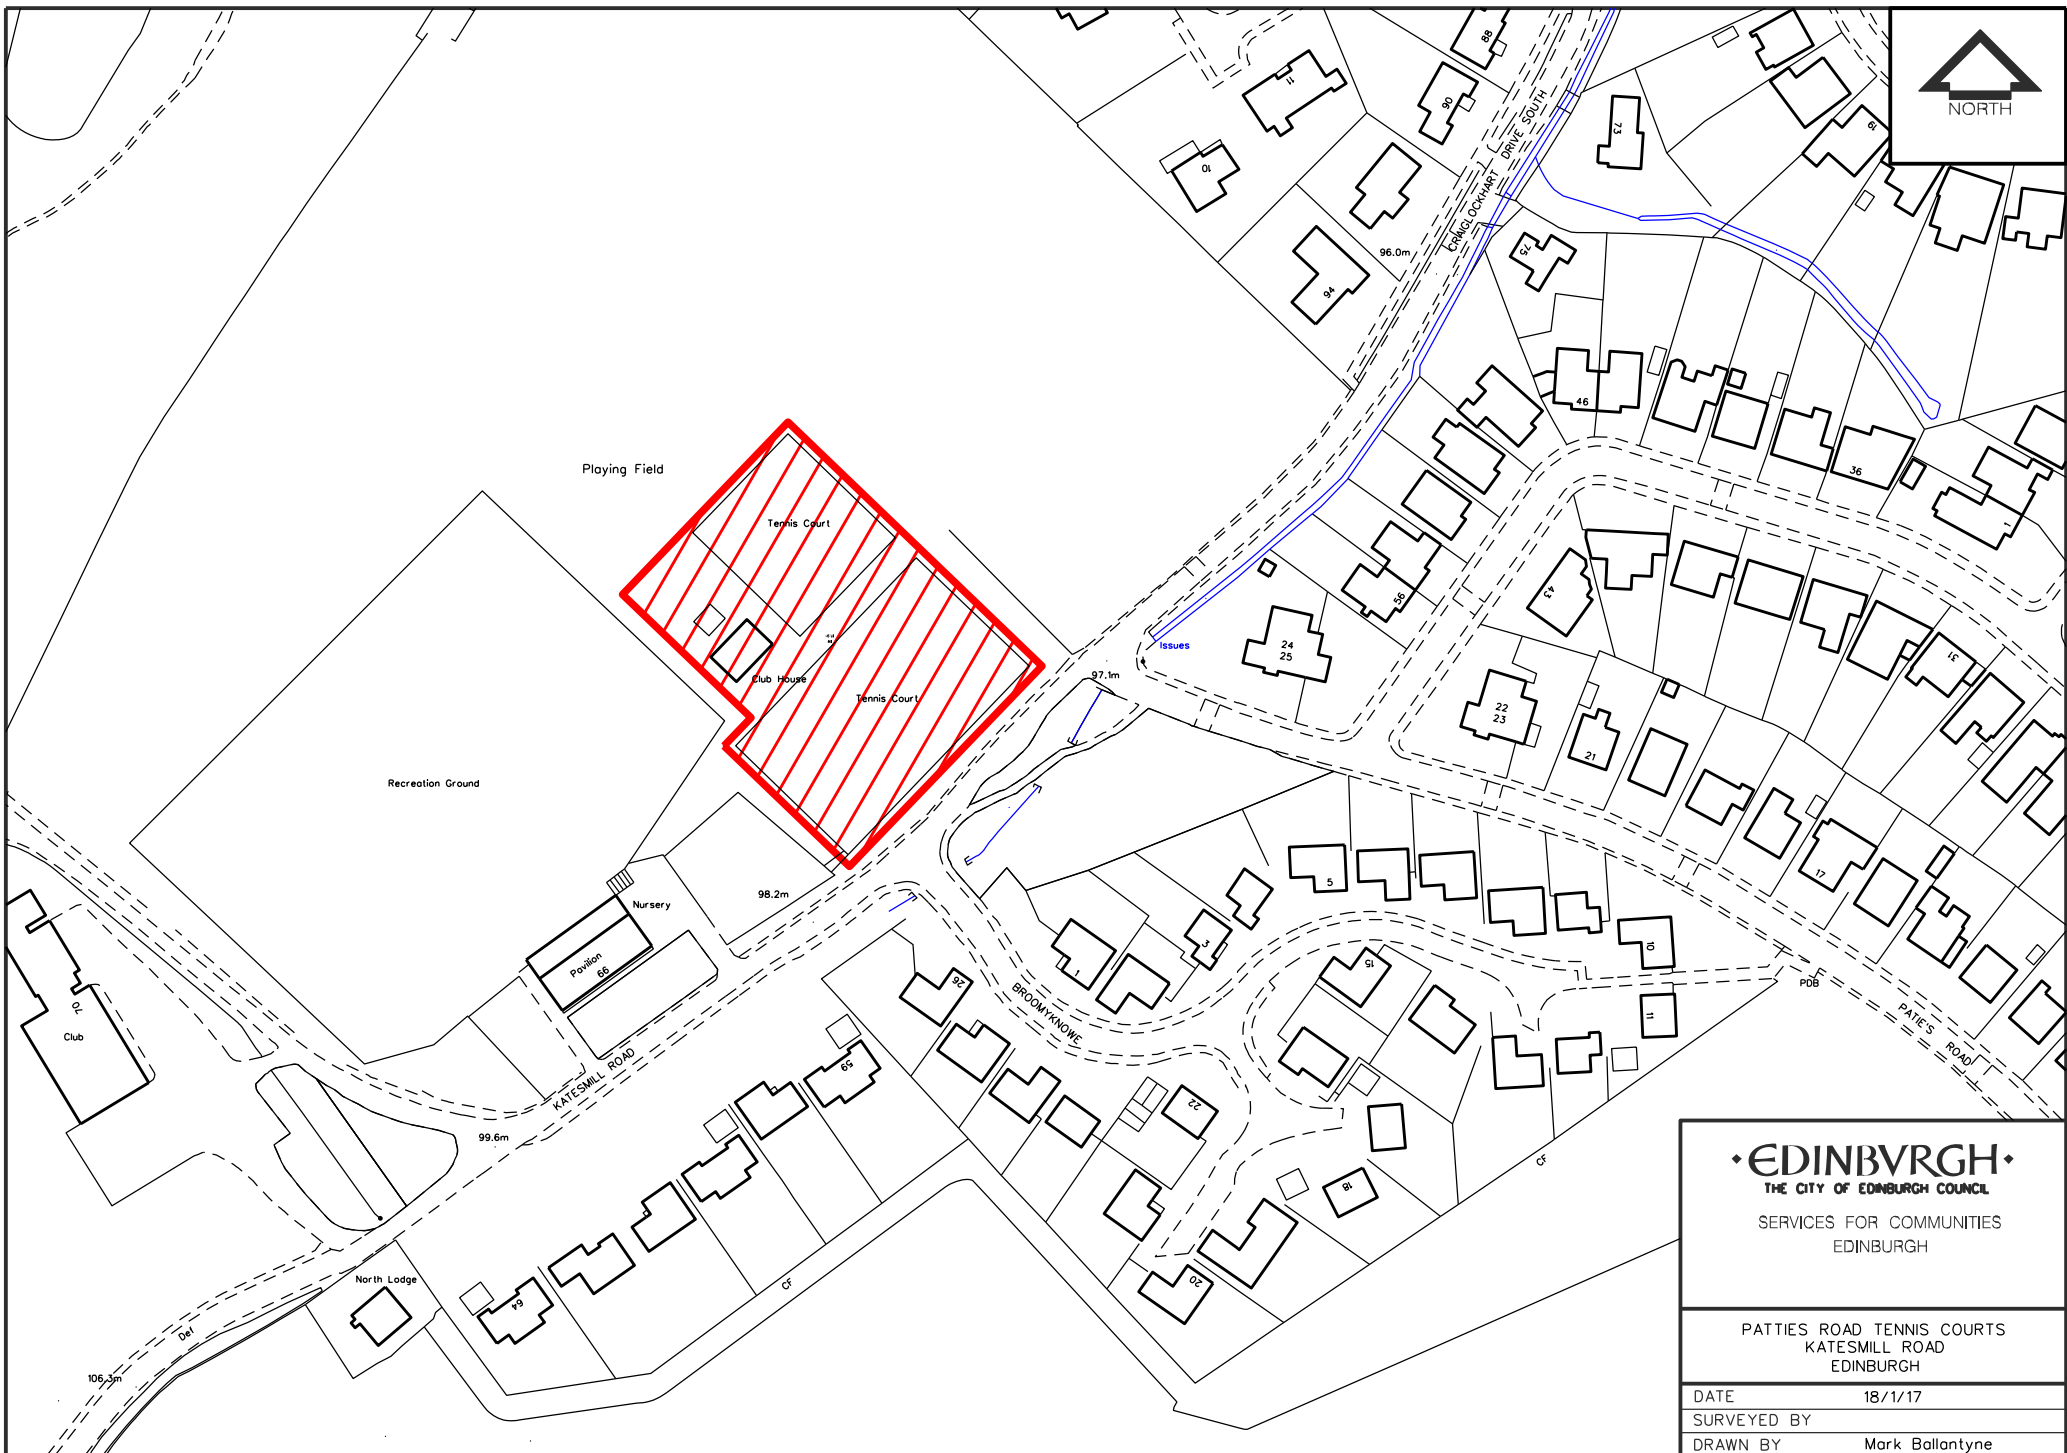 NORTH
88
11
90
10
73
19
CRAIGLOCKHART DRIVE SOUTH
96.0m
94
75
46
36
1
Playing Field
Tennis Court
Club House
Tennis Court
43
56
24
25
Issues
97.1m
31
22
23
21
17
Recreation Ground
5
3
1
98.2m
Nursery
Pavilion
66
26
15
10
11
PDB
PATIE'S ROAD
BROOMYKNOWE
70
Club
KATESMILL ROAD
59
99.6m
22
18
20
CF
CF
North Lodge
64
Def
106.3m
EDINBVRGH
THE CITY OF EDINBURGH COUNCIL
SERVICES FOR COMMUNITIES
EDINBURGH
PATTIES ROAD TENNIS COURTS
KATESMILL ROAD
EDINBURGH
DATE 18/1/17
SURVEYED BY
DRAWN BY Mark Ballantyne